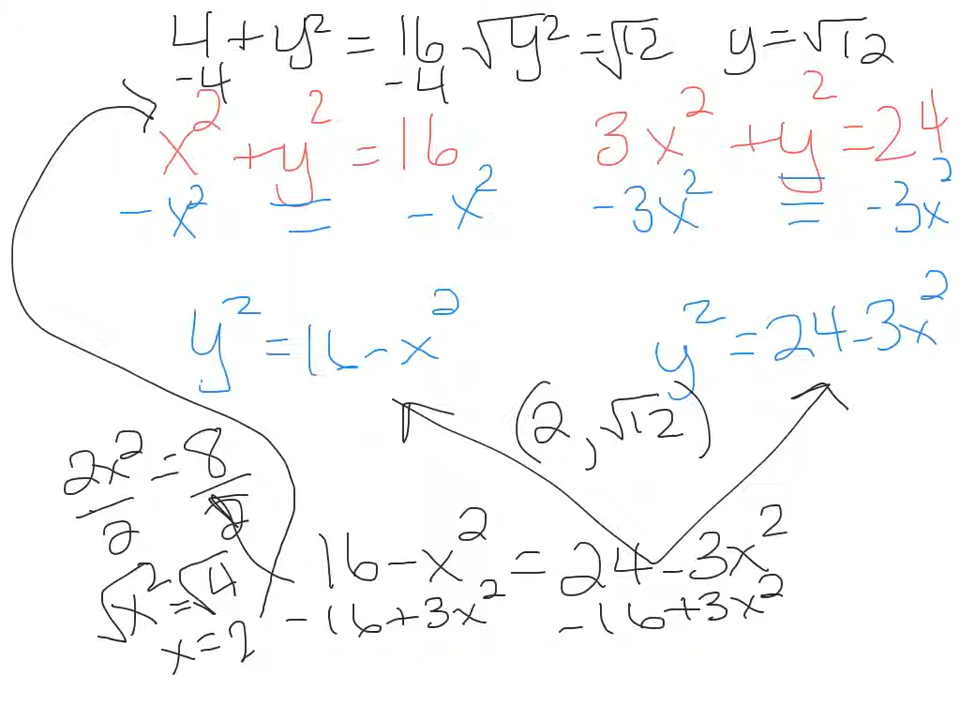 4 + y² = 16 √y² = √12 y = √12
-4 -4
x² + y² = 16 3x² + y² = 24
- x² = - x² - 3x² = - 3x²
y² = 16 - x² y² = 24 - 3x²
(2, √12)
2x² = 8
2 2
16 - x² = 24 - 3x²
√x² = √4
- 16 + 3x² - 16 + 3x²
x = 2